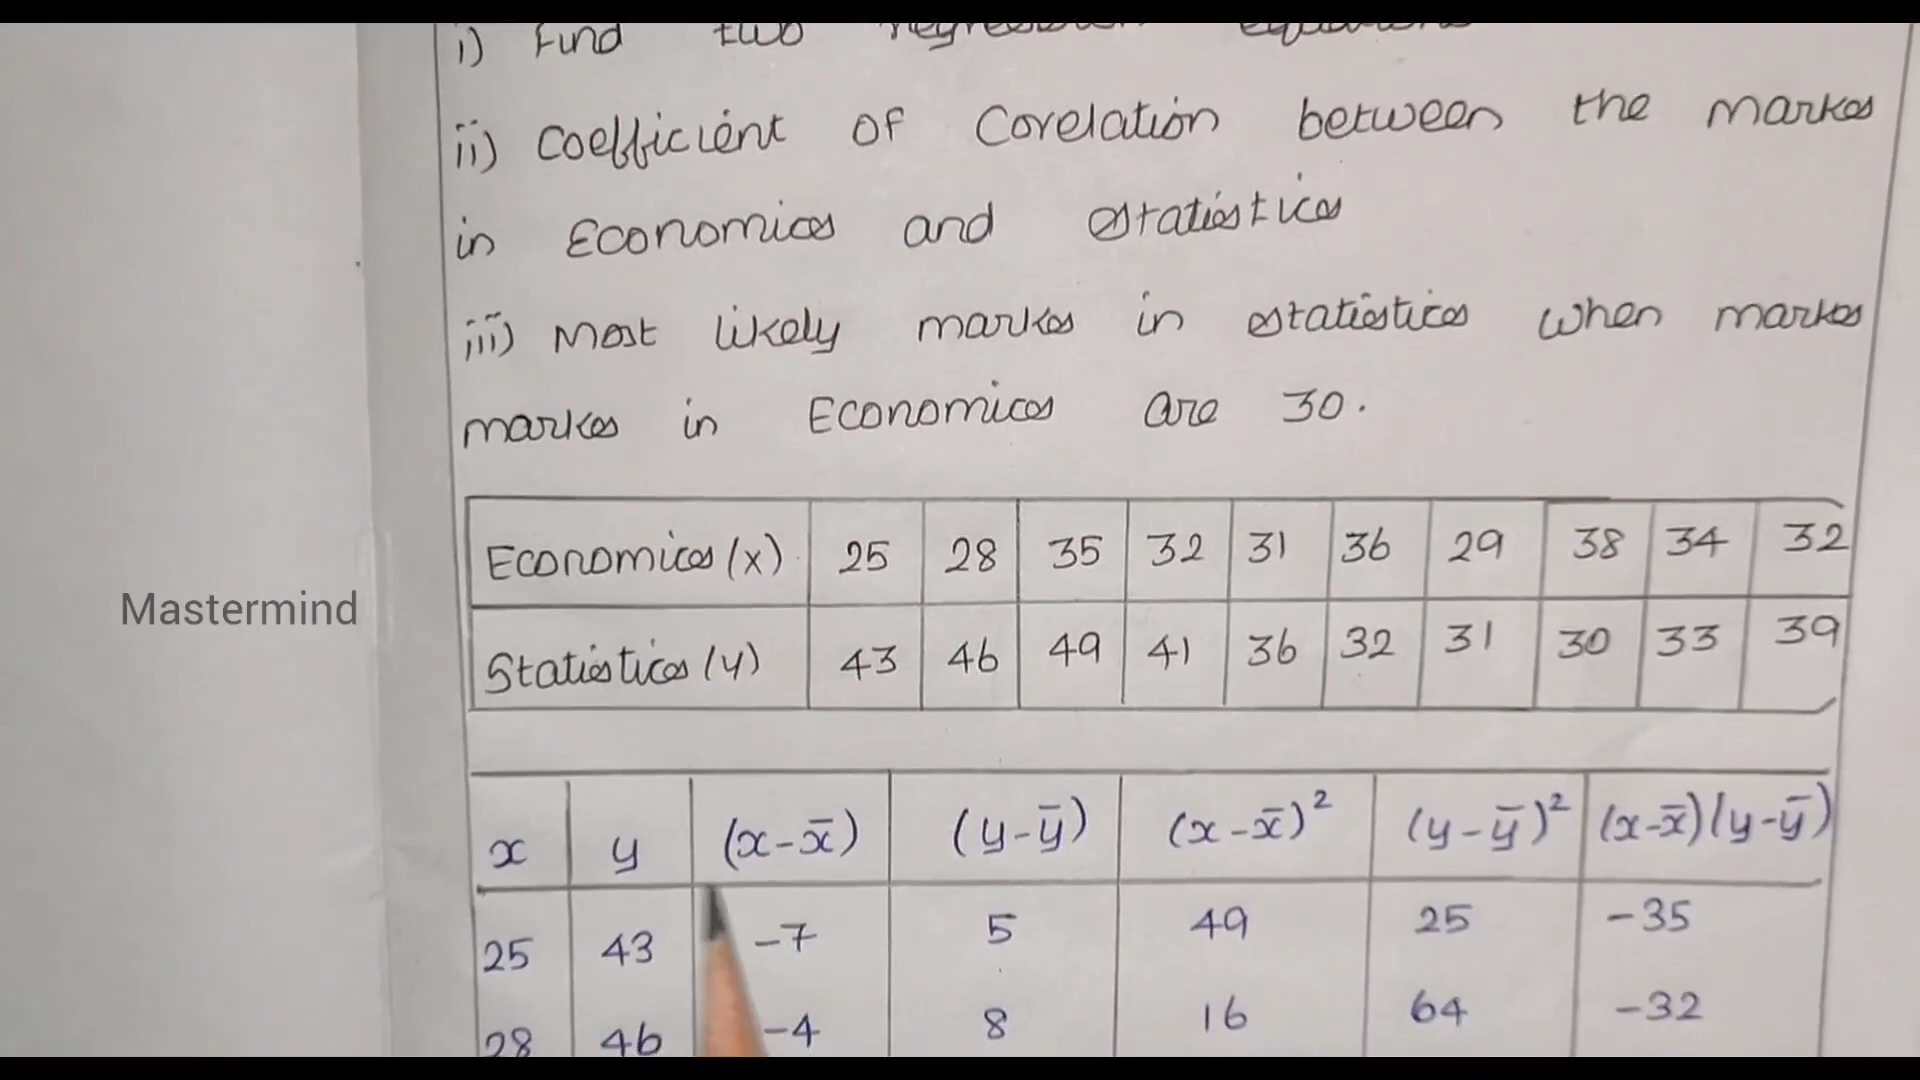 i) Find two regression equations
ii) Coefficient of Corelation between the marks
in Economics and statistics
iii) Most likely marks in statistics when marks
marks in Economics are 30.
Economics (x) 25 28 35 32 31 36 29 38 34 32
Statistics (y) 43 46 49 41 36 32 31 30 33 39
Mastermind
x y (x-x̄) (y-ȳ) (x-x̄)² (y-ȳ)² (x-x̄)(y-ȳ)
25 43 -7 5 49 25 -35
28 46 -4 8 16 64 -32